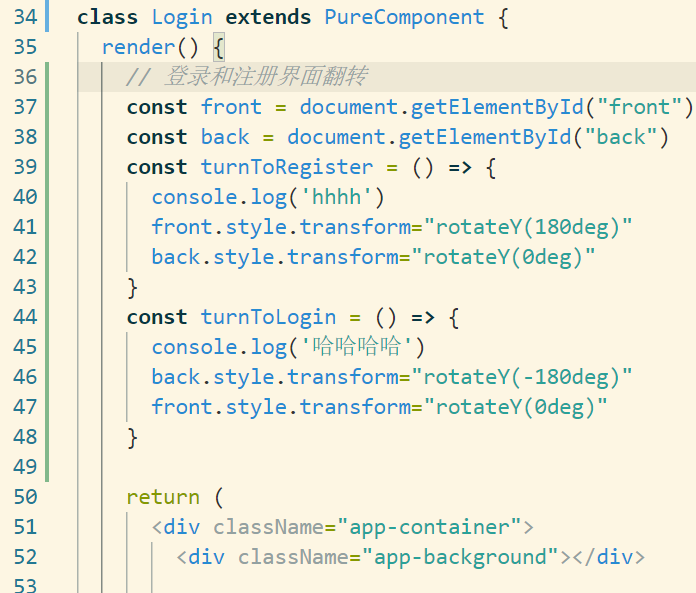 34 class Login extends PureComponent {
35 render() {
36 // 登录和注册界面翻转
37 const front = document.getElementById("front")
38 const back = document.getElementById("back")
39 const turnToRegister = () => {
40 console.log('hhhh')
41 front.style.transform="rotateY(180deg)"
42 back.style.transform="rotateY(0deg)"
43 }
44 const turnToLogin = () => {
45 console.log('哈哈哈哈')
46 back.style.transform="rotateY(-180deg)"
47 front.style.transform="rotateY(0deg)"
48 }
49
50 return (
51 <div className="app-container">
52 <div className="app-background"></div>
53